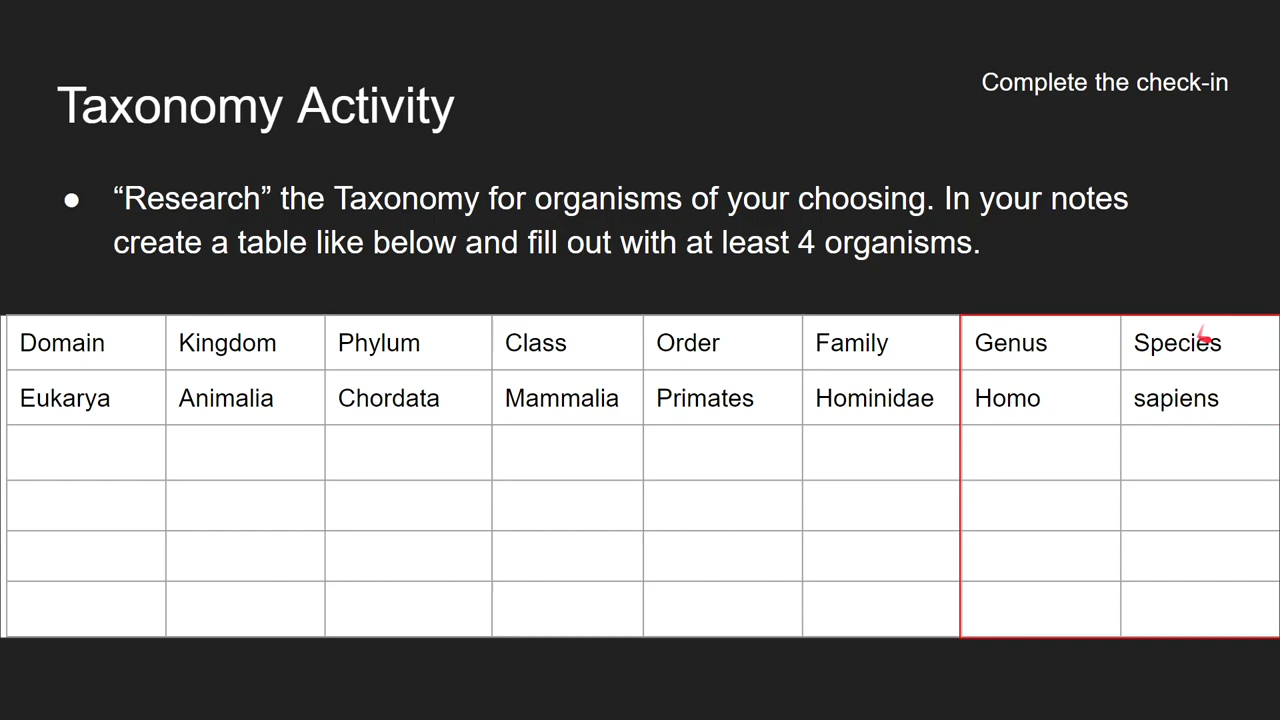 Complete the check-in
Taxonomy Activity
● “Research” the Taxonomy for organisms of your choosing. In your notes
create a table like below and fill out with at least 4 organisms.
Domain Kingdom Phylum Class Order Family Genus Species
Eukarya Animalia Chordata Mammalia Primates Hominidae Homo sapiens